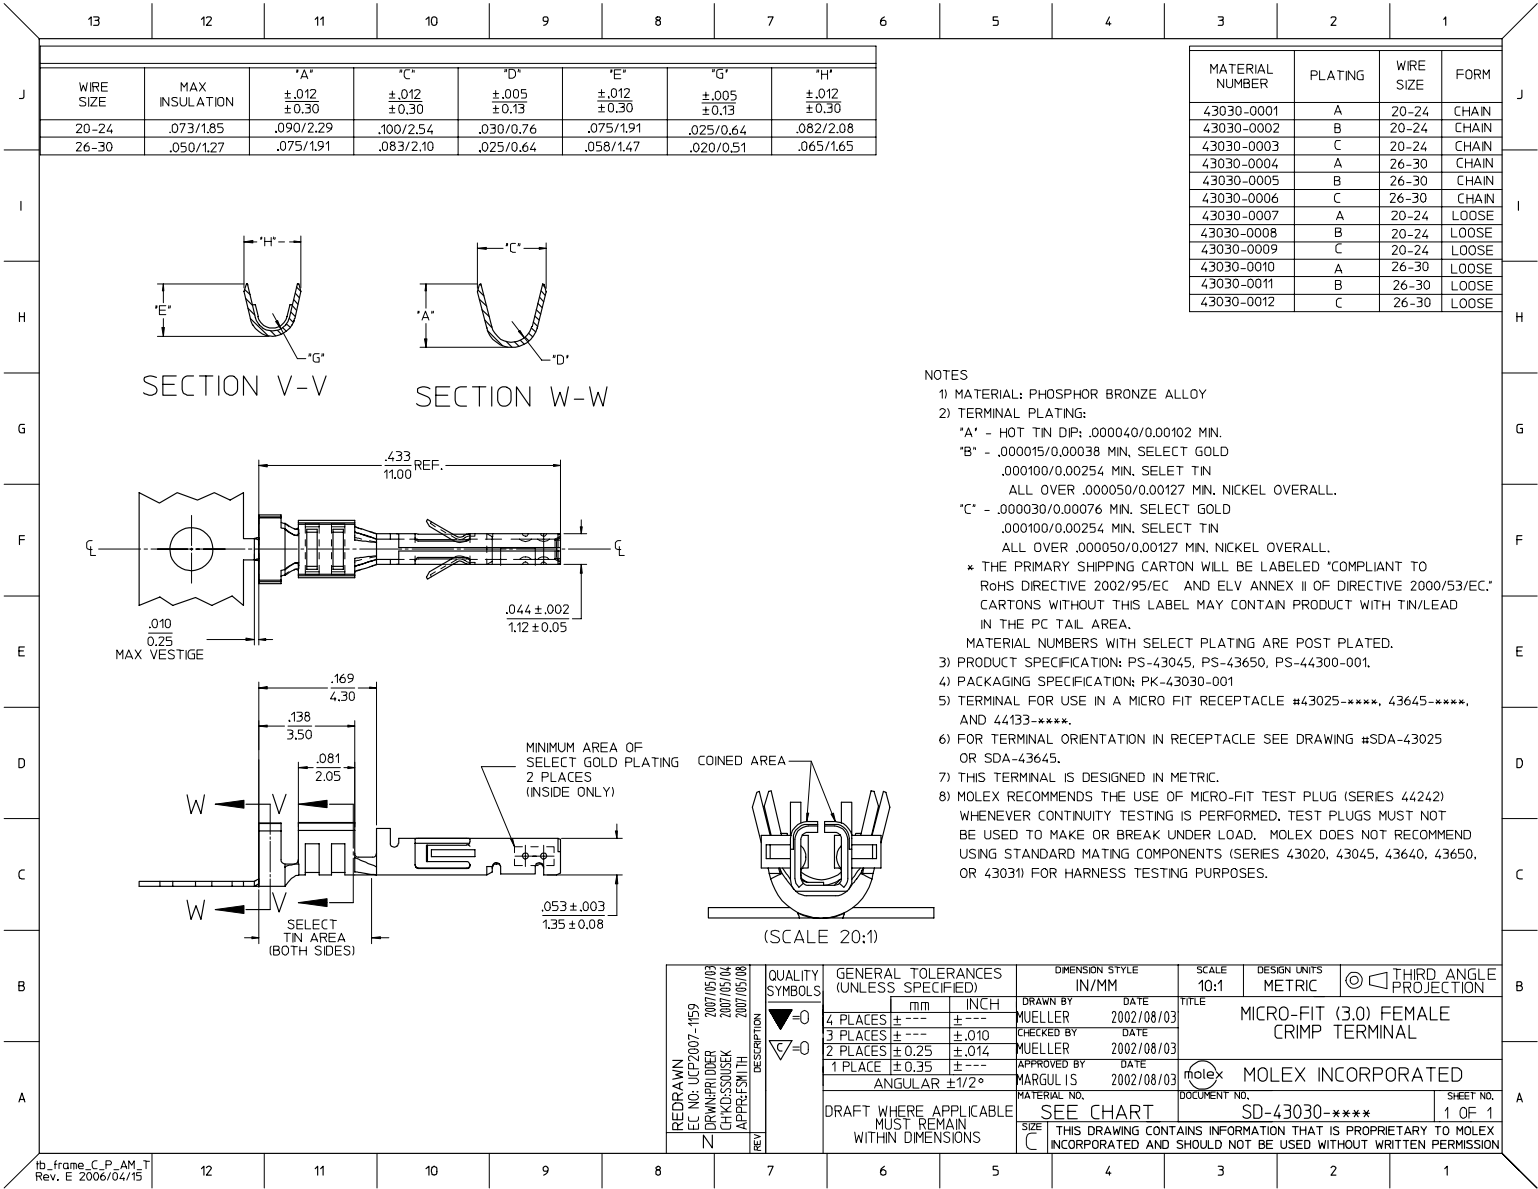 13 12 11 10 9 8 7 6 5 4 3 2 1
J
I
H
G
F
E
D
C
B
A
WIRE SIZE | MAX INSULATION | "A" ±.012 ±0.30 | "C" ±.012 ±0.30 | "D" ±.005 ±0.13 | "E" ±.012 ±0.30 | "G" ±.005 ±0.13 | "H" ±.012 ±0.30
20-24 .073/1.85 .090/2.29 .100/2.54 .030/0.76 .075/1.91 .025/0.64 .082/2.08
26-30 .050/1.27 .075/1.91 .083/2.10 .025/0.64 .058/1.47 .020/0.51 .065/1.65
MATERIAL NUMBER | PLATING | WIRE SIZE | FORM
43030-0001 A 20-24 CHAIN
43030-0002 B 20-24 CHAIN
43030-0003 C 20-24 CHAIN
43030-0004 A 26-30 CHAIN
43030-0005 B 26-30 CHAIN
43030-0006 C 26-30 CHAIN
43030-0007 A 20-24 LOOSE
43030-0008 B 20-24 LOOSE
43030-0009 C 20-24 LOOSE
43030-0010 A 26-30 LOOSE
43030-0011 B 26-30 LOOSE
43030-0012 C 26-30 LOOSE
"H"
"E"
"G"
SECTION V-V
"C"
"A"
"D"
SECTION W-W
.433
11.00
REF.
CL
CL
.044±.002
1.12±0.05
.010
0.25
MAX VESTIGE
.169
4.30
.138
3.50
.081
2.05
W V
W V
SELECT
TIN AREA
(BOTH SIDES)
MINIMUM AREA OF
SELECT GOLD PLATING
2 PLACES
(INSIDE ONLY)
.053±.003
1.35±0.08
COINED AREA
(SCALE 20:1)
NOTES
1) MATERIAL: PHOSPHOR BRONZE ALLOY
2) TERMINAL PLATING:
"A" - HOT TIN DIP: .000040/0.00102 MIN.
"B" - .000015/0.00038 MIN. SELECT GOLD
.000100/0.00254 MIN. SELET TIN
ALL OVER .000050/0.00127 MIN. NICKEL OVERALL.
"C" - .000030/0.00076 MIN. SELECT GOLD
.000100/0.00254 MIN. SELECT TIN
ALL OVER .000050/0.00127 MIN. NICKEL OVERALL.
* THE PRIMARY SHIPPING CARTON WILL BE LABELED "COMPLIANT TO
RoHS DIRECTIVE 2002/95/EC AND ELV ANNEX II OF DIRECTIVE 2000/53/EC."
CARTONS WITHOUT THIS LABEL MAY CONTAIN PRODUCT WITH TIN/LEAD
IN THE PC TAIL AREA.
MATERIAL NUMBERS WITH SELECT PLATING ARE POST PLATED.
3) PRODUCT SPECIFICATION: PS-43045, PS-43650, PS-44300-001.
4) PACKAGING SPECIFICATION: PK-43030-001
5) TERMINAL FOR USE IN A MICRO FIT RECEPTACLE #43025-****, 43645-****,
AND 44133-****.
6) FOR TERMINAL ORIENTATION IN RECEPTACLE SEE DRAWING #SDA-43025
OR SDA-43645.
7) THIS TERMINAL IS DESIGNED IN METRIC.
8) MOLEX RECOMMENDS THE USE OF MICRO-FIT TEST PLUG (SERIES 44242)
WHENEVER CONTINUITY TESTING IS PERFORMED. TEST PLUGS MUST NOT
BE USED TO MAKE OR BREAK UNDER LOAD. MOLEX DOES NOT RECOMMEND
USING STANDARD MATING COMPONENTS (SERIES 43020, 43045, 43640, 43650,
OR 43031) FOR HARNESS TESTING PURPOSES.
REDRAWN
EC NO: UCP2007-1159
DRWN:PRIDDER 2007/05/03
CH'KD:SSOUSEK 2007/05/04
APPR:FSMITH 2007/05/08
N
REV
DESCRIPTION
QUALITY SYMBOLS
=0
C =0
GENERAL TOLERANCES
(UNLESS SPECIFIED)
mm INCH
4 PLACES ±--- ±---
3 PLACES ±--- ±.010
2 PLACES ±0.25 ±.014
1 PLACE ±0.35 ±---
ANGULAR ±1/2°
DRAFT WHERE APPLICABLE
MUST REMAIN
WITHIN DIMENSIONS
DIMENSION STYLE
IN/MM
SCALE
10:1
DESIGN UNITS
METRIC
THIRD ANGLE
PROJECTION
DRAWN BY DATE
MUELLER 2002/08/03
CHECKED BY DATE
MUELLER 2002/08/03
APPROVED BY DATE
MARGULIS 2002/08/03
TITLE
MICRO-FIT (3.0) FEMALE
CRIMP TERMINAL
molex MOLEX INCORPORATED
MATERIAL NO.
SEE CHART
DOCUMENT NO.
SD-43030-****
SHEET NO.
1 OF 1
SIZE
C
THIS DRAWING CONTAINS INFORMATION THAT IS PROPRIETARY TO MOLEX
INCORPORATED AND SHOULD NOT BE USED WITHOUT WRITTEN PERMISSION
J
I
H
G
F
E
D
C
B
A
tb_frame_C_P_AM_T
Rev. E 2006/04/15
12 11 10 9 8 7 6 5 4 3 2 1